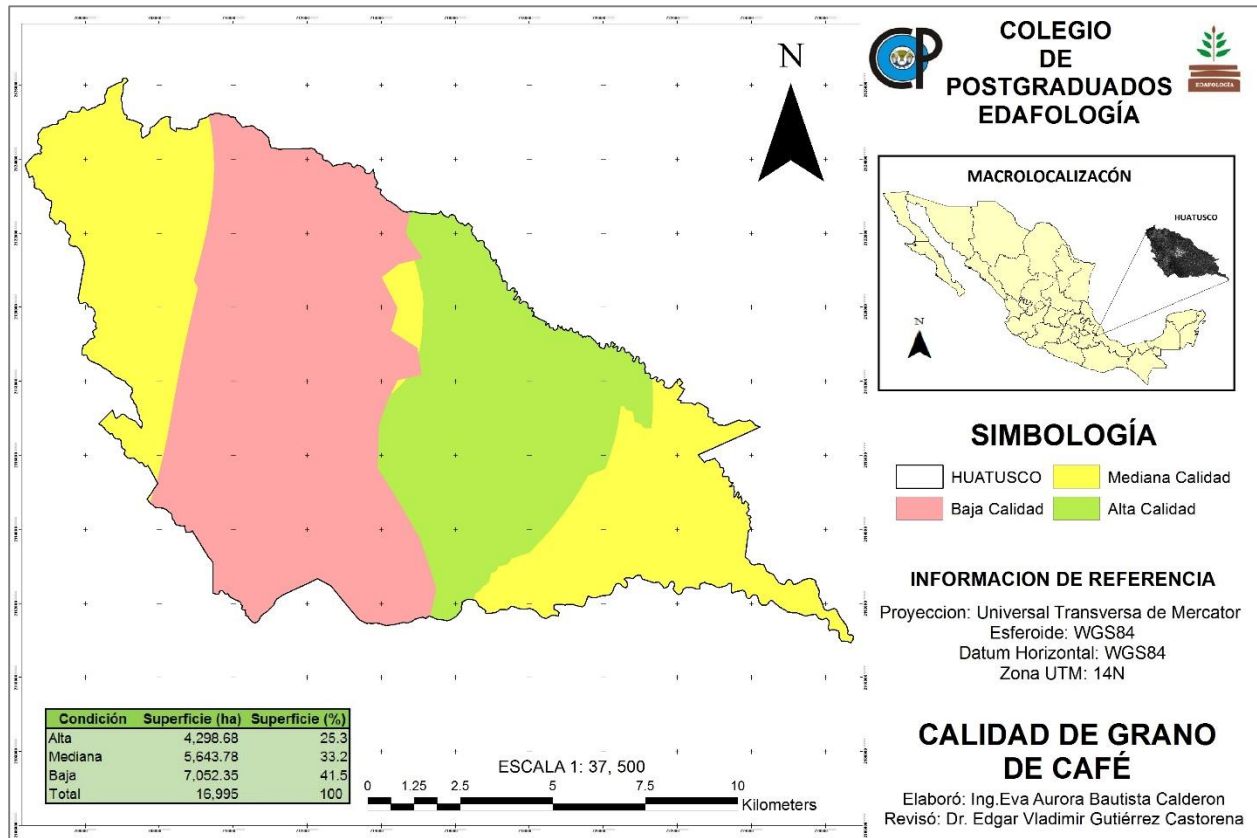 N
COLEGIO
DE
POSTGRADUADOS
EDAFOLOGÍA
CP
EDAFOLOGÍA
MACROLOCALIZACÓN
HUATUSCO
N
SIMBOLOGÍA
HUATUSCO
Mediana Calidad
Baja Calidad
Alta Calidad
INFORMACION DE REFERENCIA
Proyeccion: Universal Transversa de Mercator
Esferoide: WGS84
Datum Horizontal: WGS84
Zona UTM: 14N
Condición Superficie (ha) Superficie (%)
Alta 4,298.68 25.3
Mediana 5,643.78 33.2
Baja 7,052.35 41.5
Total 16,995 100
ESCALA 1: 37, 500
0 1.25 2.5 5 7.5 10
Kilometers
CALIDAD DE GRANO
DE CAFÉ
Elaboró: Ing.Eva Aurora Bautista Calderon
Revisó: Dr. Edgar Vladimir Gutiérrez Castorena